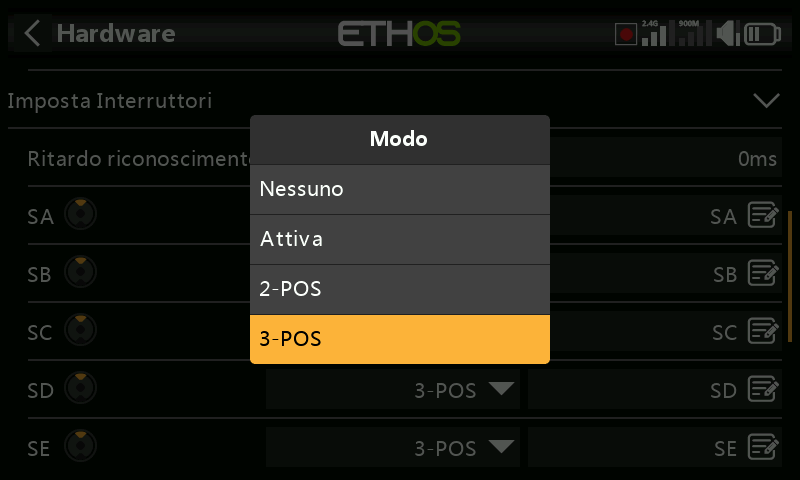 Hardware
ETHOS
2.4G
900M
Imposta Interruttori
Modo
Ritardo riconosciment
0ms
Nessuno
SA
SA
Attiva
SB
SB
2-POS
SC
3-POS
SC
SD
3-POS
SD
SE
3-POS
SE